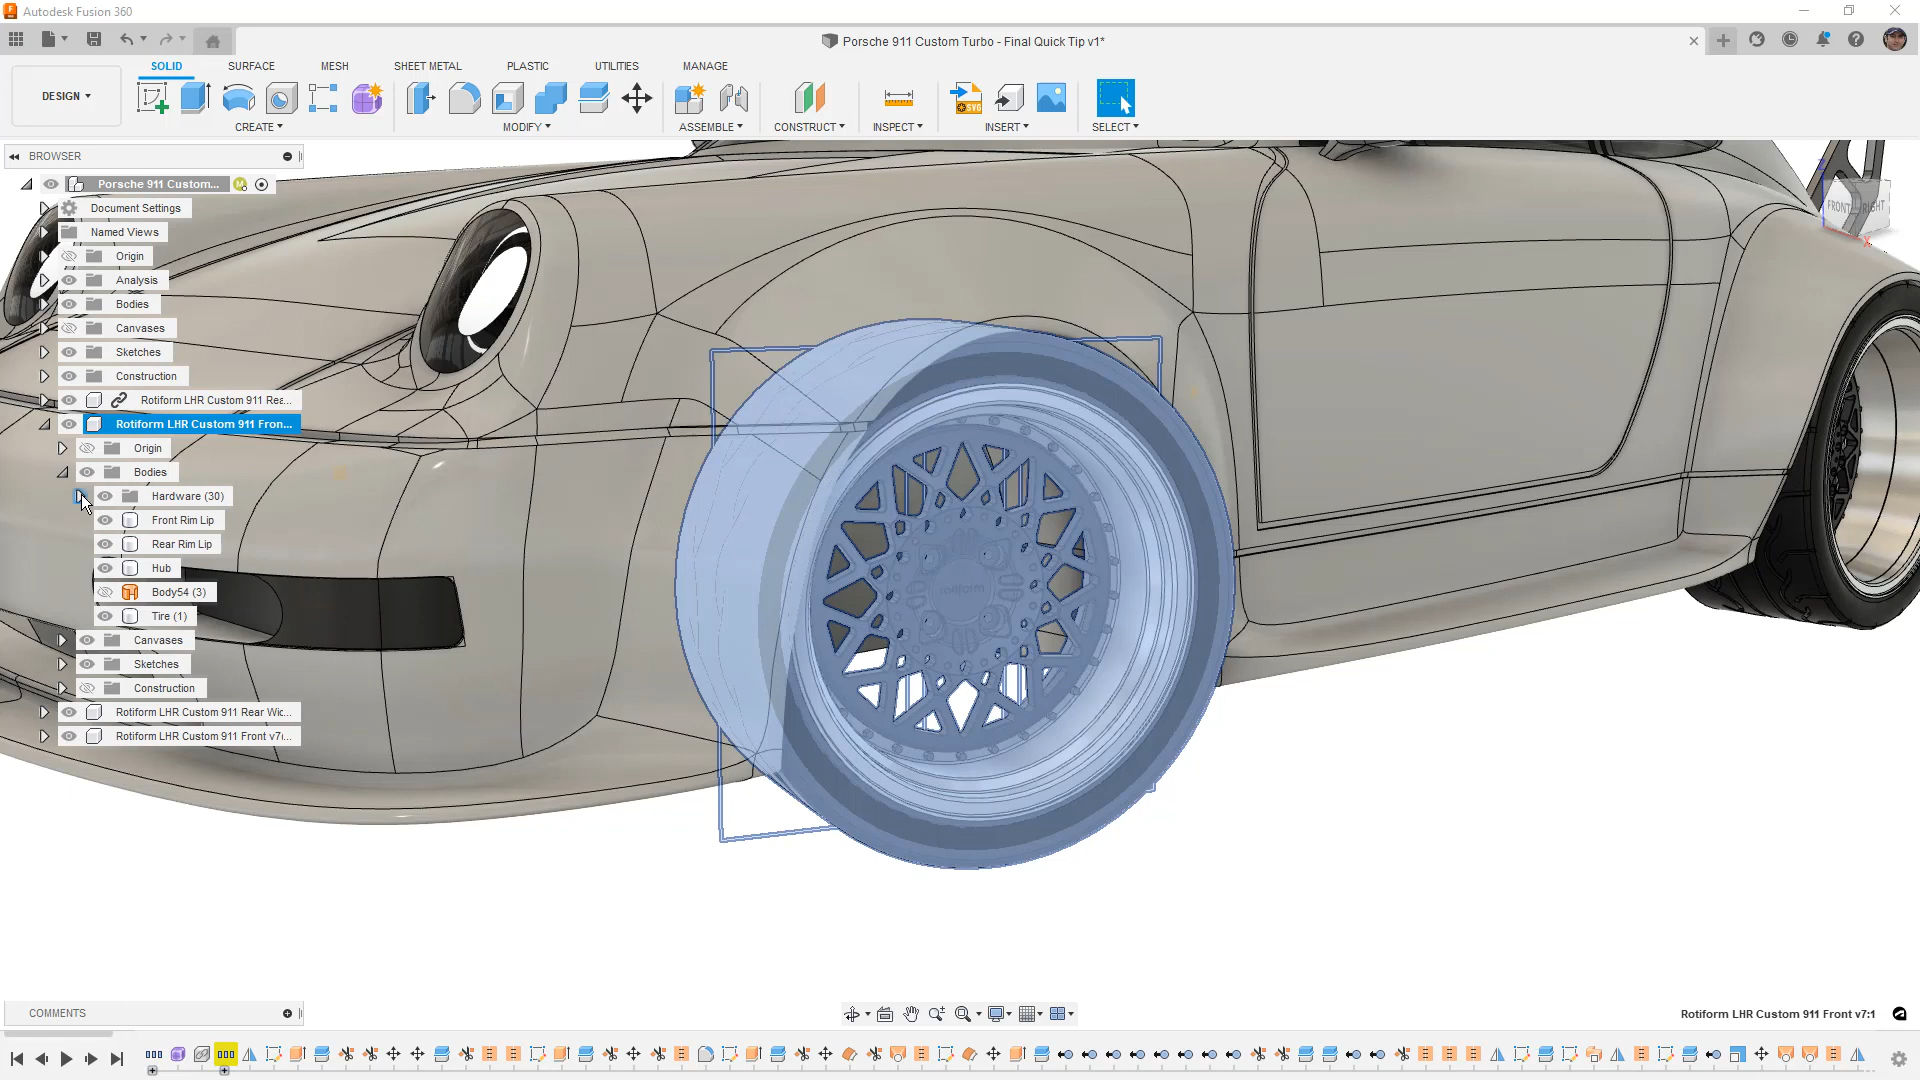 Autodesk Fusion 360
Porsche 911 Custom Turbo - Final Quick Tip v1*
DESIGN
SOLID SURFACE MESH SHEET METAL PLASTIC UTILITIES MANAGE
SVG
CREATE MODIFY ASSEMBLE CONSTRUCT INSPECT INSERT SELECT
BROWSER
Porsche 911 Custom...
M
Document Settings
Named Views
Origin
Analysis
Bodies
Canvases
Sketches
Construction
Rotiform LHR Custom 911 Rea...
Rotiform LHR Custom 911 Fron...
Origin
Bodies
Hardware (30)
Front Rim Lip
Rear Rim Lip
Hub
Body54 (3)
Tire (1)
Canvases
Sketches
Construction
Rotiform LHR Custom 911 Rear Wid...
Rotiform LHR Custom 911 Front v7(...
FRONT RIGHT
Z
X
rotiform
COMMENTS
Rotiform LHR Custom 911 Front v7:1